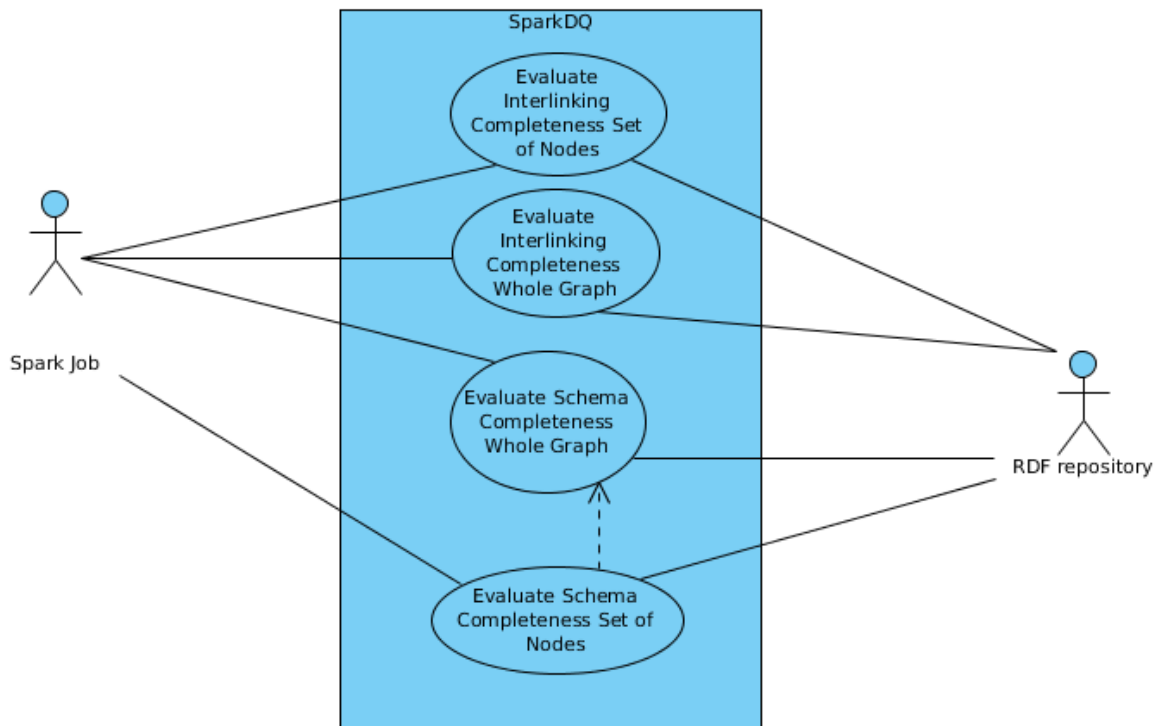 SparkDQ
Evaluate
Interlinking
Completeness Set
of Nodes
Evaluate
Interlinking
Completeness
Whole Graph
Spark Job
Evaluate Schema
Completeness
Whole Graph
RDF repository
Evaluate Schema
Completeness Set of
Nodes